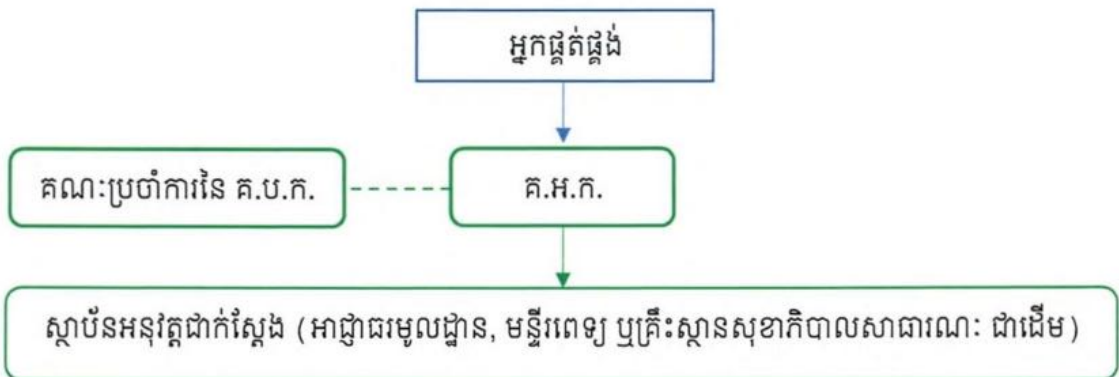 អ្នកផ្គត់ផ្គង់
គណៈប្រចាំការនៃ គ.ប.ក.
គ.អ.ក.
ស្ថាប័នអនុវត្តជាក់ស្តែង (អាជ្ញាធរមូលដ្ឋាន, មន្ទីរពេទ្យ ឬគ្រឹះស្ថានសុខាភិបាលសាធារណៈ ជាដើម)